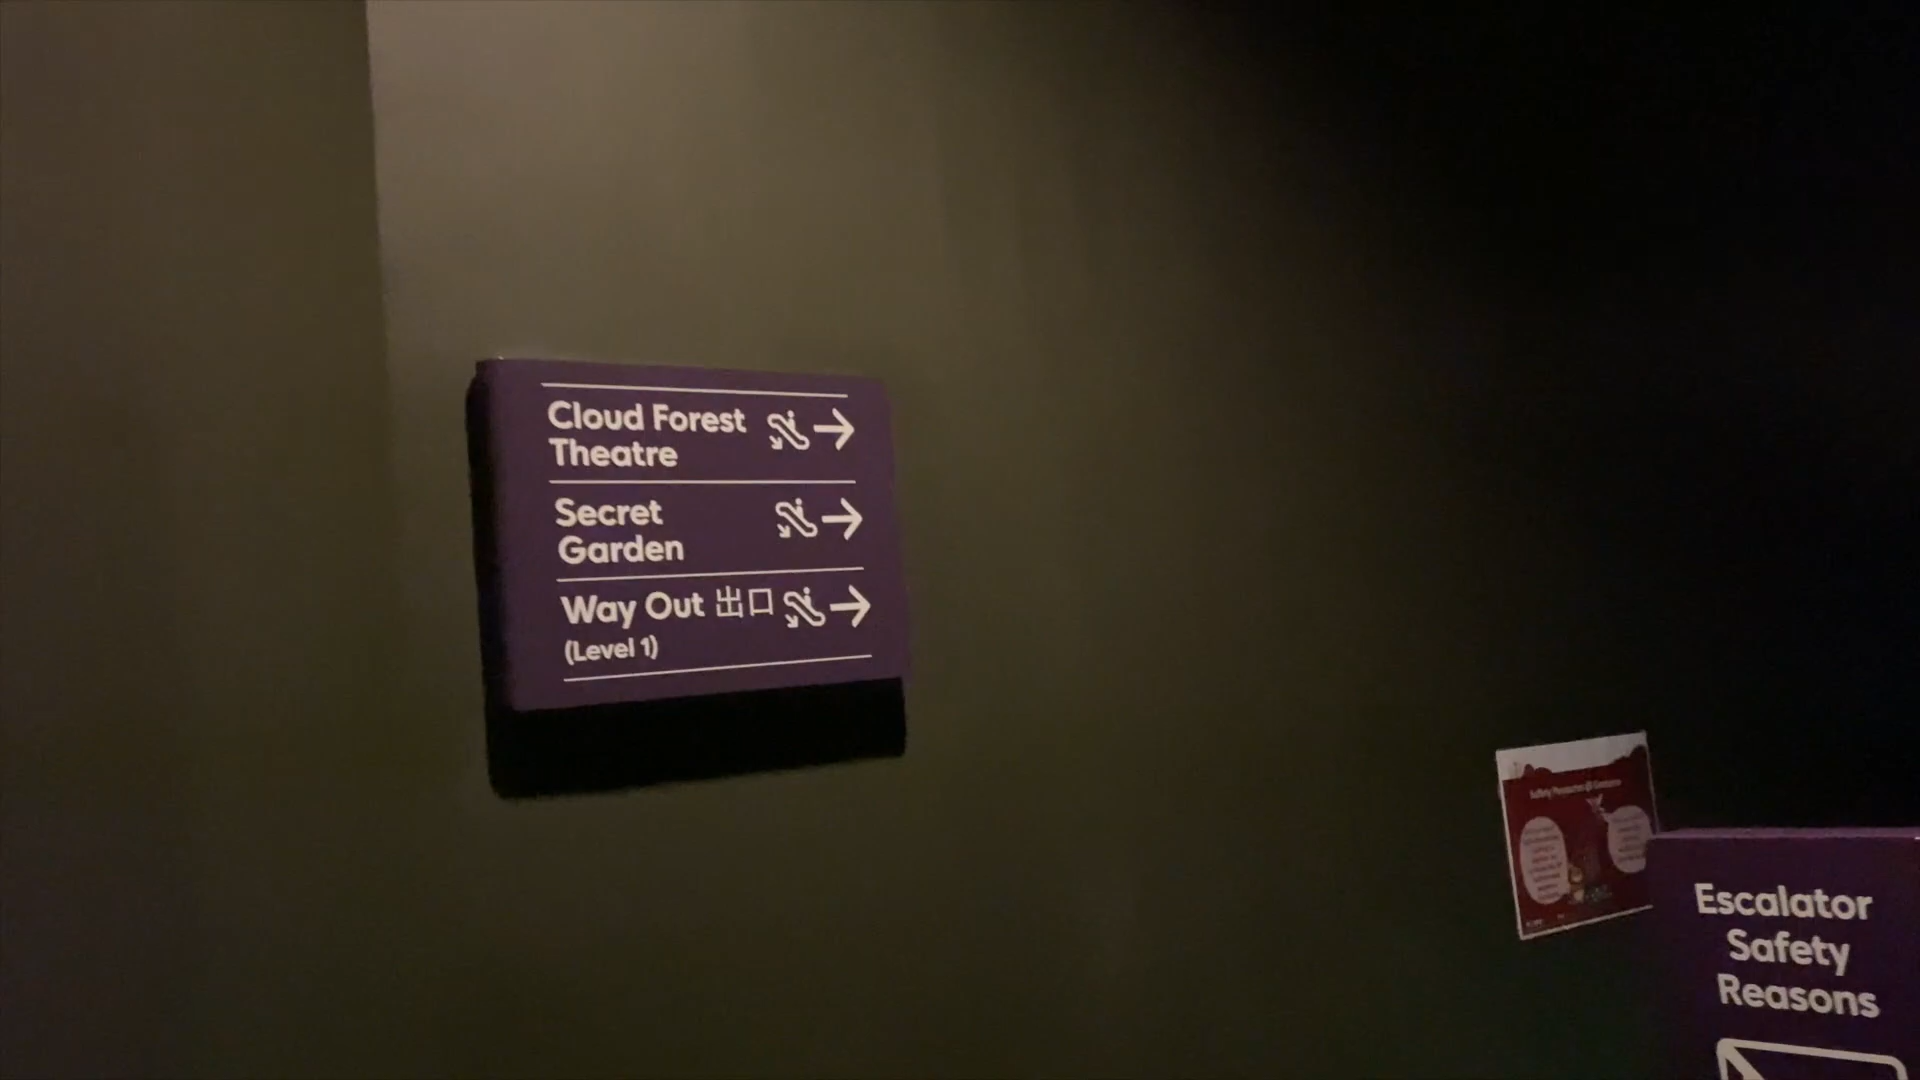 Cloud Forest
Theatre
Secret
Garden
Way Out 出口
(Level 1)
Escalator
Safety
Reasons